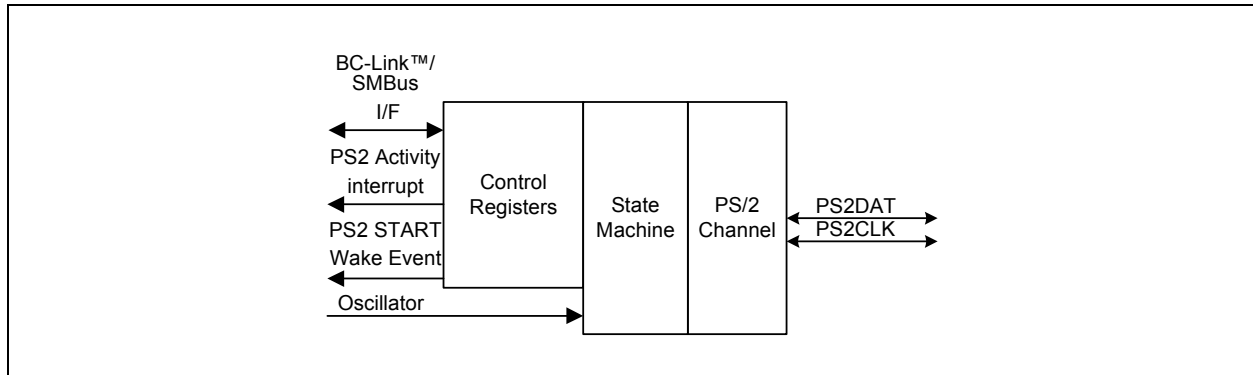 BC-Link™/
SMBus
I/F
PS2 Activity
interrupt
PS2 START
Wake Event
Oscillator
Control
Registers
State
Machine
PS/2
Channel
PS2DAT
PS2CLK